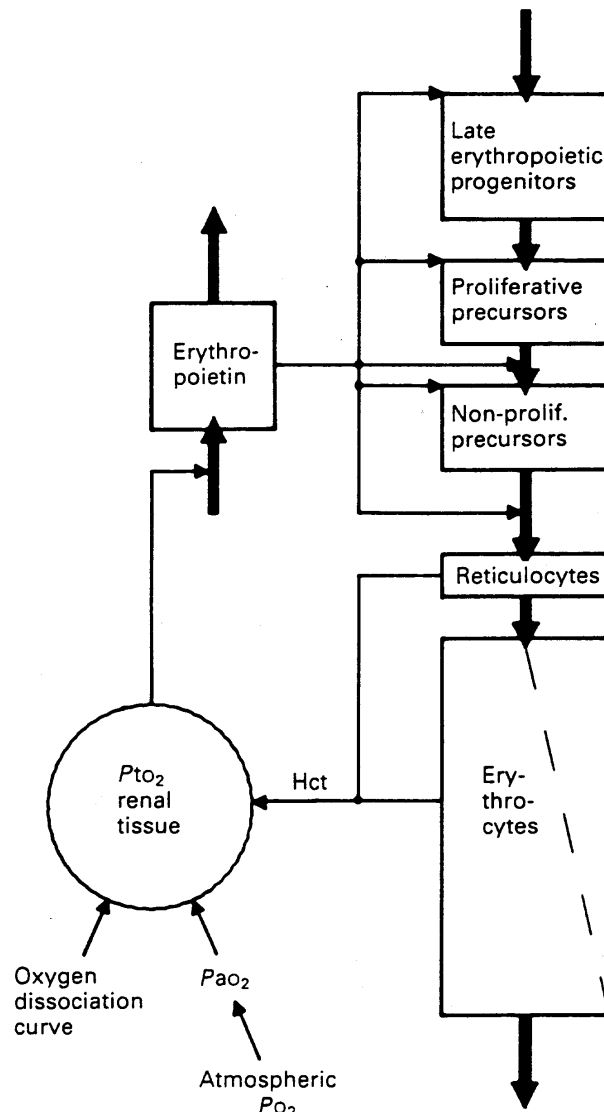 Late
erythropoietic
progenitors
Proliferative
precursors
Erythro-
poietin
Non-prolif.
precursors
Reticulocytes
Pto2
renal
tissue
Hct
Ery-
thro-
cytes
Oxygen
dissociation
curve
Pao2
Atmospheric
Po2